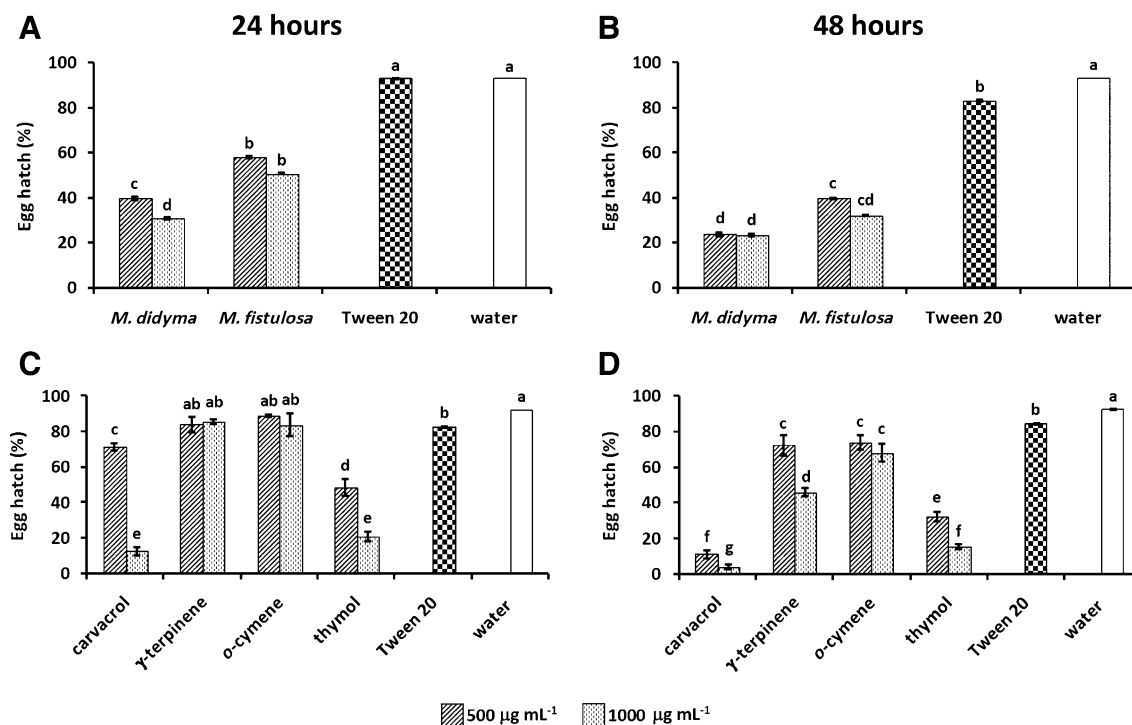 A
24 hours
Egg hatch (%)
100
80
60
40
20
0
c
d
b
b
a
a
M. didyma
M. fistulosa
Tween 20
water
B
48 hours
Egg hatch (%)
100
80
60
40
20
0
d
d
c
cd
b
a
M. didyma
M. fistulosa
Tween 20
water
C
Egg hatch (%)
100
80
60
40
20
0
c
e
ab ab
ab ab
d
e
b
a
carvacrol
γ-terpinene
o-cymene
thymol
Tween 20
water
D
Egg hatch (%)
100
80
60
40
20
0
f
g
c
d
c
c
e
f
b
a
carvacrol
γ-terpinene
o-cymene
thymol
Tween 20
water
500 µg mL⁻¹
1000 µg mL⁻¹